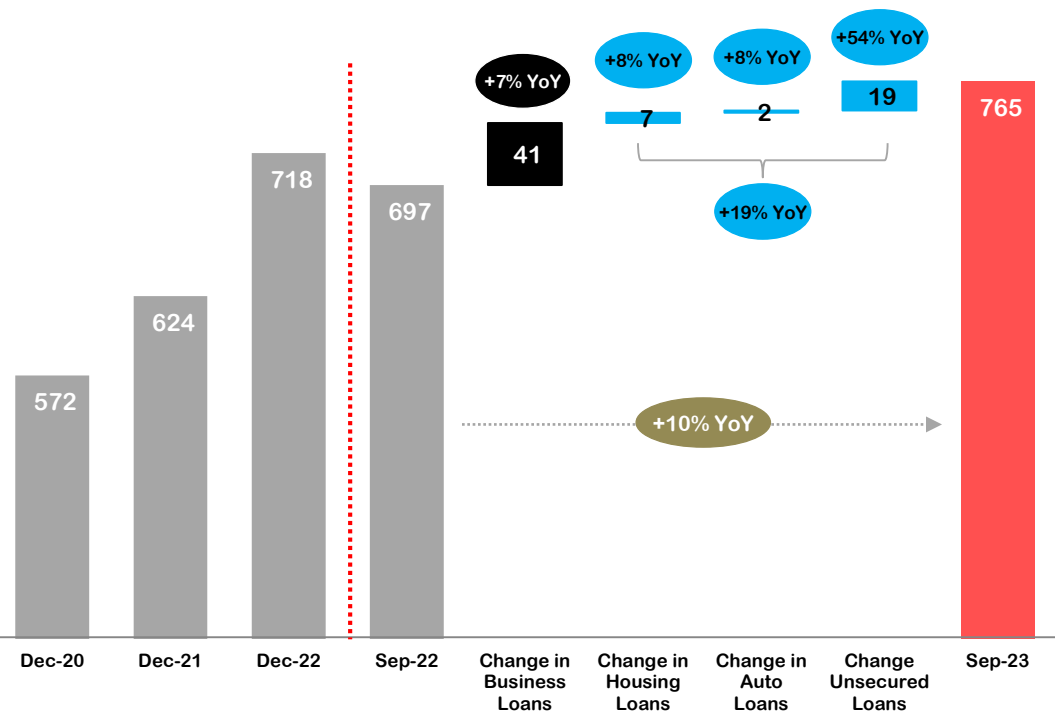 +54% YoY
+8% YoY
+8% YoY
+7% YoY
19
765
7
2
41
718
697
+19% YoY
624
572
+10% YoY
Dec-20
Dec-21
Dec-22
Sep-22
Change in
Business
Loans
Change in
Housing
Loans
Change in
Auto
Loans
Change
Unsecured
Loans
Sep-23